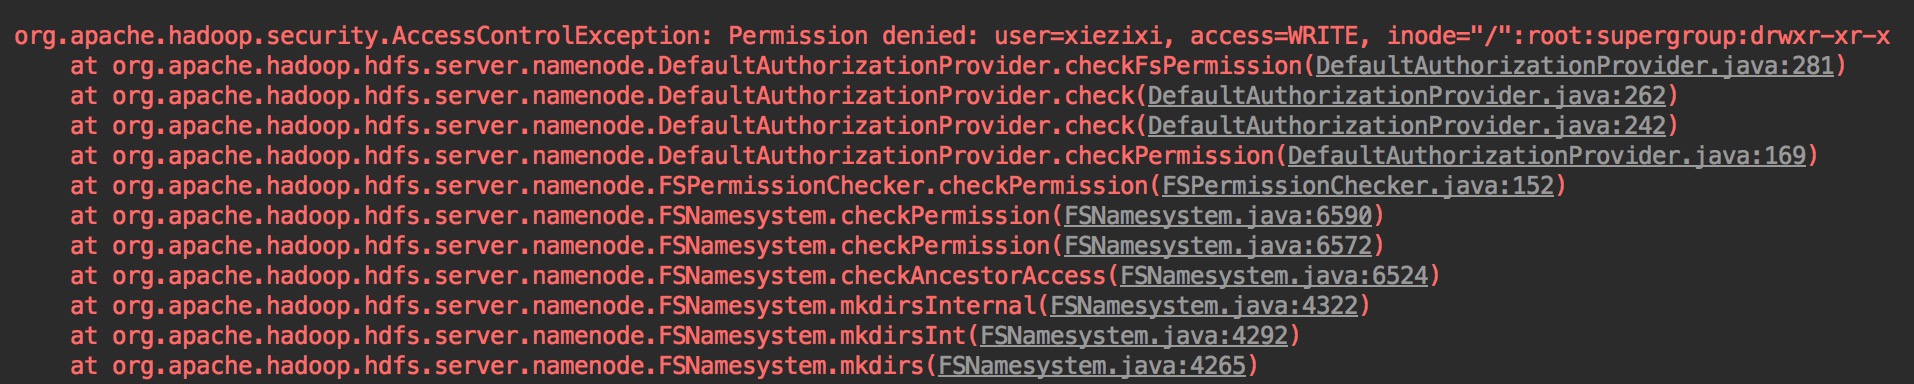 org.apache.hadoop.security.AccessControlException: Permission denied: user=xiezixi, access=WRITE, inode="/":root:supergroup:drwxr-xr-x
at org.apache.hadoop.hdfs.server.namenode.DefaultAuthorizationProvider.checkFsPermission(DefaultAuthorizationProvider.java:281)
at org.apache.hadoop.hdfs.server.namenode.DefaultAuthorizationProvider.check(DefaultAuthorizationProvider.java:262)
at org.apache.hadoop.hdfs.server.namenode.DefaultAuthorizationProvider.check(DefaultAuthorizationProvider.java:242)
at org.apache.hadoop.hdfs.server.namenode.DefaultAuthorizationProvider.checkPermission(DefaultAuthorizationProvider.java:169)
at org.apache.hadoop.hdfs.server.namenode.FSPermissionChecker.checkPermission(FSPermissionChecker.java:152)
at org.apache.hadoop.hdfs.server.namenode.FSNamesystem.checkPermission(FSNamesystem.java:6590)
at org.apache.hadoop.hdfs.server.namenode.FSNamesystem.checkPermission(FSNamesystem.java:6572)
at org.apache.hadoop.hdfs.server.namenode.FSNamesystem.checkAncestorAccess(FSNamesystem.java:6524)
at org.apache.hadoop.hdfs.server.namenode.FSNamesystem.mkdirsInternal(FSNamesystem.java:4322)
at org.apache.hadoop.hdfs.server.namenode.FSNamesystem.mkdirsInt(FSNamesystem.java:4292)
at org.apache.hadoop.hdfs.server.namenode.FSNamesystem.mkdirs(FSNamesystem.java:4265)